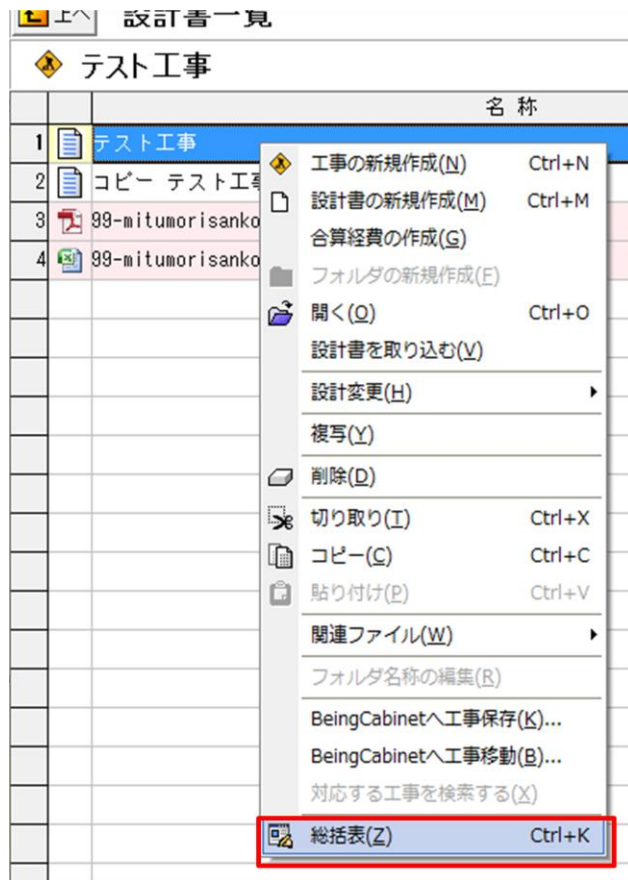 上へ 設計書一覧
テスト工事
名 称
1 テスト工事
2 コピー テスト工事
3 99-mitumorisanko
4 99-mitumorisanko
工事の新規作成(N) Ctrl+N
設計書の新規作成(M) Ctrl+M
合算経費の作成(G)
フォルダの新規作成(F)
開く(O) Ctrl+O
設計書を取り込む(V)
設計変更(H)
複写(Y)
削除(D)
切り取り(T) Ctrl+X
コピー(C) Ctrl+C
貼り付け(P) Ctrl+V
関連ファイル(W)
フォルダ名称の編集(R)
BeingCabinetへ工事保存(K)...
BeingCabinetへ工事移動(B)...
対応する工事を検索する(X)
総括表(Z) Ctrl+K